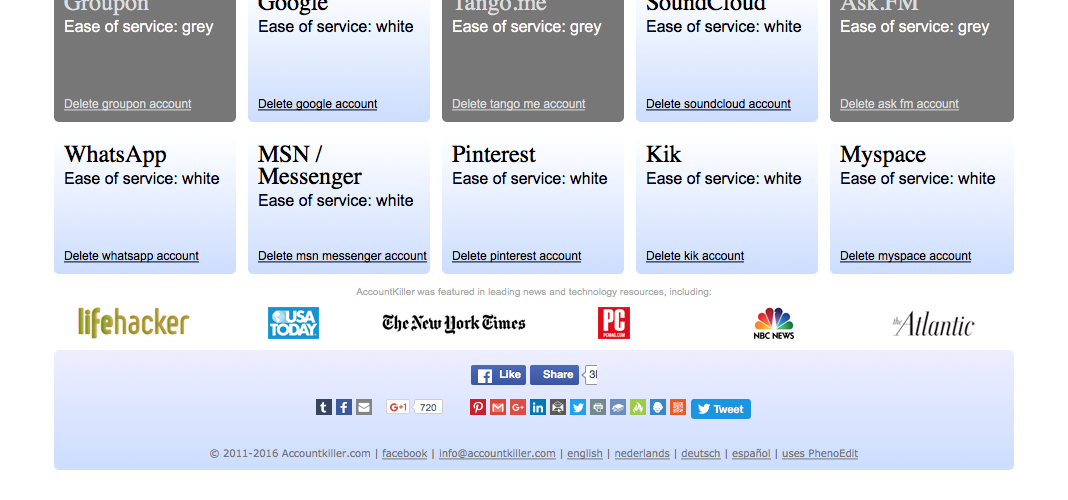 Groupon
Ease of service: grey
Delete groupon account
Google
Ease of service: white
Delete google account
Tango.me
Ease of service: grey
Delete tango me account
SoundCloud
Ease of service: white
Delete soundcloud account
Ask.FM
Ease of service: grey
Delete ask fm account
WhatsApp
Ease of service: white
Delete whatsapp account
MSN /
Messenger
Ease of service: white
Delete msn messenger account
Pinterest
Ease of service: white
Delete pinterest account
Kik
Ease of service: white
Delete kik account
Myspace
Ease of service: white
Delete myspace account
AccountKiller was featured in leading news and technology resources, including:
lifehacker
USA
TODAY
The New York Times
PC
PCMAG.COM
NBC NEWS
the Atlantic
Like
Share
G+1 720
Tweet
© 2011-2016 Accountkiller.com | facebook | info@accountkiller.com | english | nederlands | deutsch | español | uses PhenoEdit